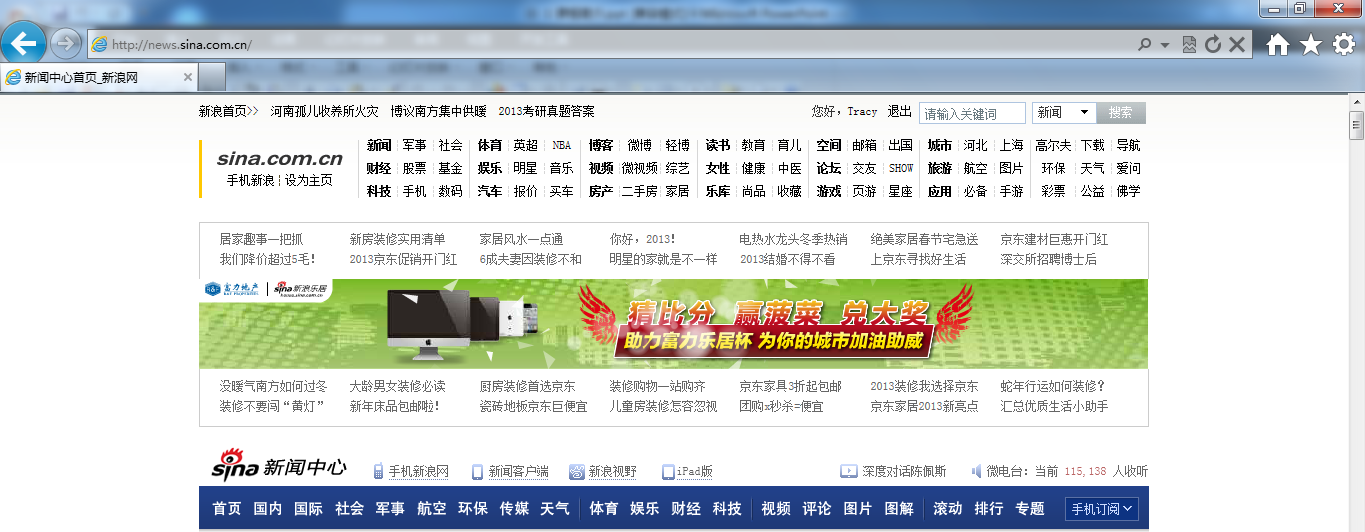 http://news.sina.com.cn/
新闻中心首页_新浪网
新浪首页>> 河南孤儿收养所火灾 博议南方集中供暖 2013考研真题答案 您好，Tracy 退出 请输入关键词 新闻 搜索
新闻 军事 社会 体育 英超 NBA 博客 微博 轻博 读书 教育 育儿 空间 邮箱 出国 城市 河北 上海 高尔夫 下载 导航
sina.com.cn
财经 股票 基金 娱乐 明星 音乐 视频 微视频 综艺 女性 健康 中医 论坛 交友 SHOW 旅游 航空 图片 环保 天气 爱问
手机新浪 设为主页
科技 手机 数码 汽车 报价 买车 房产 二手房 家居 乐库 尚品 收藏 游戏 页游 星座 应用 必备 手游 彩票 公益 佛学
居家趣事一把抓 新房装修实用清单 家居风水一点通 你好，2013！ 电热水龙头冬季热销 绝美家居春节宅急送 京东建材巨惠开门红
我们降价超过5毛！ 2013京东促销开门红 6成夫妻因装修不和 明星的家就是不一样 2013结婚不得不看 上京东寻找好生活 深交所招聘博士后
富力地产 R&F PROPERTIES sina新浪乐居 house.sina.com.cn
猜比分 赢菠菜 兑大奖
助力富力乐居杯 为你的城市加油助威
没暖气南方如何过冬 大龄男女装修必读 厨房装修首选京东 装修购物一站购齐 京东家具3折起包邮 2013装修我选择京东 蛇年行运如何装修？
装修不要闯“黄灯” 新年床品包邮啦！ 瓷砖地板京东巨便宜 儿童房装修怎容忽视 团购x秒杀=便宜 京东家居2013新亮点 汇总优质生活小助手
sina 新闻中心 手机新浪网 新闻客户端 新浪视野 iPad版 深度对话陈佩斯 微电台：当前 115,138 人收听
首页 国内 国际 社会 军事 航空 环保 传媒 天气 体育 娱乐 财经 科技 视频 评论 图片 图解 滚动 排行 专题 手机订阅